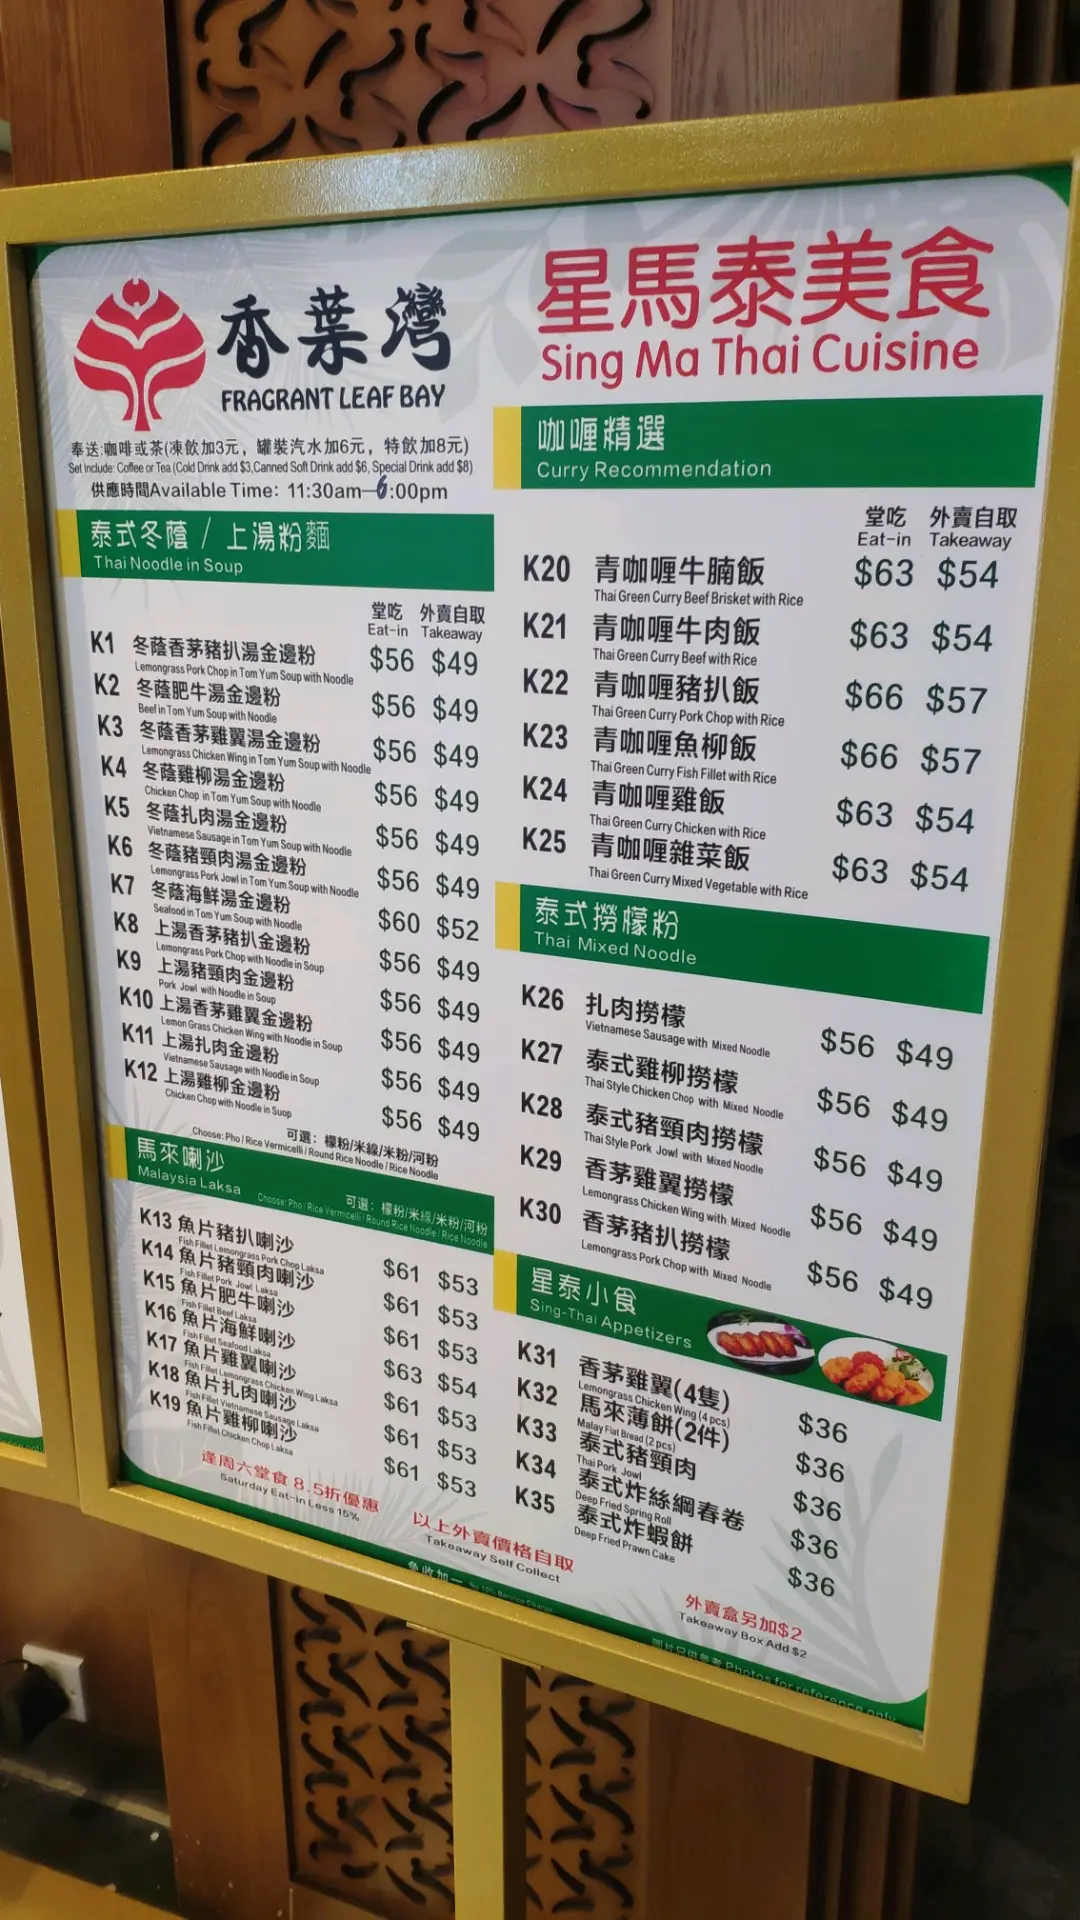 香葉灣
FRAGRANT LEAF BAY
奉送:咖啡或茶(凍飲加3元，罐裝汽水加6元，特飲加8元)
Set Include: Coffee or Tea (Cold Drink add $3,Canned Soft Drink add $6, Special Drink add $8)
供應時間Available Time: 11:30am—6:00pm
星馬泰美食
Sing Ma Thai Cuisine
泰式冬蔭 / 上湯粉麵
Thai Noodle in Soup
堂吃 外賣自取
Eat-in Takeaway
K1 冬蔭香茅豬扒湯金邊粉 $56 $49
Lemongrass Pork Chop in Tom Yum Soup with Noodle
K2 冬蔭肥牛湯金邊粉 $56 $49
Beef in Tom Yum Soup with Noodle
K3 冬蔭香茅雞翼湯金邊粉 $56 $49
Lemongrass Chicken Wing in Tom Yum Soup with Noodle
K4 冬蔭雞柳湯金邊粉 $56 $49
Chicken Chop in Tom Yum Soup with Noodle
K5 冬蔭扎肉湯金邊粉 $56 $49
Vietnamese Sausage in Tom Yum Soup with Noodle
K6 冬蔭豬頸肉湯金邊粉 $56 $49
Lemongrass Pork Jowl in Tom Yum Soup with Noodle
K7 冬蔭海鮮湯金邊粉 $60 $52
Seafood in Tom Yum Soup with Noodle
K8 上湯香茅豬扒金邊粉 $56 $49
Lemongrass Pork Chop with Noodle in Soup
K9 上湯豬頸肉金邊粉 $56 $49
Pork Jowl with Noodle in Soup
K10 上湯香茅雞翼金邊粉 $56 $49
Lemon Grass Chicken Wing with Noodle in Soup
K11 上湯扎肉金邊粉 $56 $49
Vietnamese Sausage with Noodle in Soup
K12 上湯雞柳金邊粉 $56 $49
Chicken Chop with Noodle in Suop
可選：檬粉/米線/米粉/河粉
Choose: Pho / Rice Vermicelli / Round Rice Noodle / Rice Noodle
馬來喇沙 可選：檬粉/米線/米粉/河粉
Malaysia Laksa Choose: Pho / Rice Vermicelli / Round Rice Noodle / Rice Noodle
K13 魚片豬扒喇沙 $61 $53
Fish Fillet Lemongrass Pork Chop Laksa
K14 魚片豬頸肉喇沙 $61 $53
Fish Fillet Pork Jowl Laksa
K15 魚片肥牛喇沙 $61 $53
Fish Fillet Beef Laksa
K16 魚片海鮮喇沙 $63 $54
Fish Fillet Seafood Laksa
K17 魚片雞翼喇沙 $61 $53
Fish Fillet Lemongrass Chicken Wing Laksa
K18 魚片扎肉喇沙 $61 $53
Fish Fillet Vietnamese Sausage Laksa
K19 魚片雞柳喇沙 $61 $53
Fish Fillet Chicken Chop Laksa
咖喱精選
Curry Recommendation
堂吃 外賣自取
Eat-in Takeaway
K20 青咖喱牛腩飯 $63 $54
Thai Green Curry Beef Brisket with Rice
K21 青咖喱牛肉飯 $63 $54
Thai Green Curry Beef with Rice
K22 青咖喱豬扒飯 $66 $57
Thai Green Curry Pork Chop with Rice
K23 青咖喱魚柳飯 $66 $57
Thai Green Curry Fish Fillet with Rice
K24 青咖喱雞飯 $63 $54
Thai Green Curry Chicken with Rice
K25 青咖喱雜菜飯 $63 $54
Thai Green Curry Mixed Vegetable with Rice
泰式撈檬粉
Thai Mixed Noodle
K26 扎肉撈檬 $56 $49
Vietnamese Sausage with Mixed Noodle
K27 泰式雞柳撈檬 $56 $49
Thai Style Chicken Chop with Mixed Noodle
K28 泰式豬頸肉撈檬 $56 $49
Thai Style Pork Jowl with Mixed Noodle
K29 香茅雞翼撈檬 $56 $49
Lemongrass Chicken Wing with Mixed Noodle
K30 香茅豬扒撈檬 $56 $49
Lemongrass Pork Chop with Mixed Noodle
星泰小食
Sing-Thai Appetizers
K31 香茅雞翼(4隻) $36
Lemongrass Chicken Wing (4 pcs)
K32 馬來薄餅(2件) $36
Malay Flat Bread (2 pcs)
K33 泰式豬頸肉 $36
Thai Pork Jowl
K34 泰式炸絲網春卷 $36
Deep Fried Spring Roll
K35 泰式炸蝦餅 $36
Deep Fried Prawn Cake
逢周六堂食 8.5折優惠
Saturday Eat-in Less 15%
以上外賣價格自取
Takeaway Self Collect
外賣盒另加$2
Takeaway Box Add $2
免收加一 No 10% Service Charge
圖片只供參考 Photos for reference only